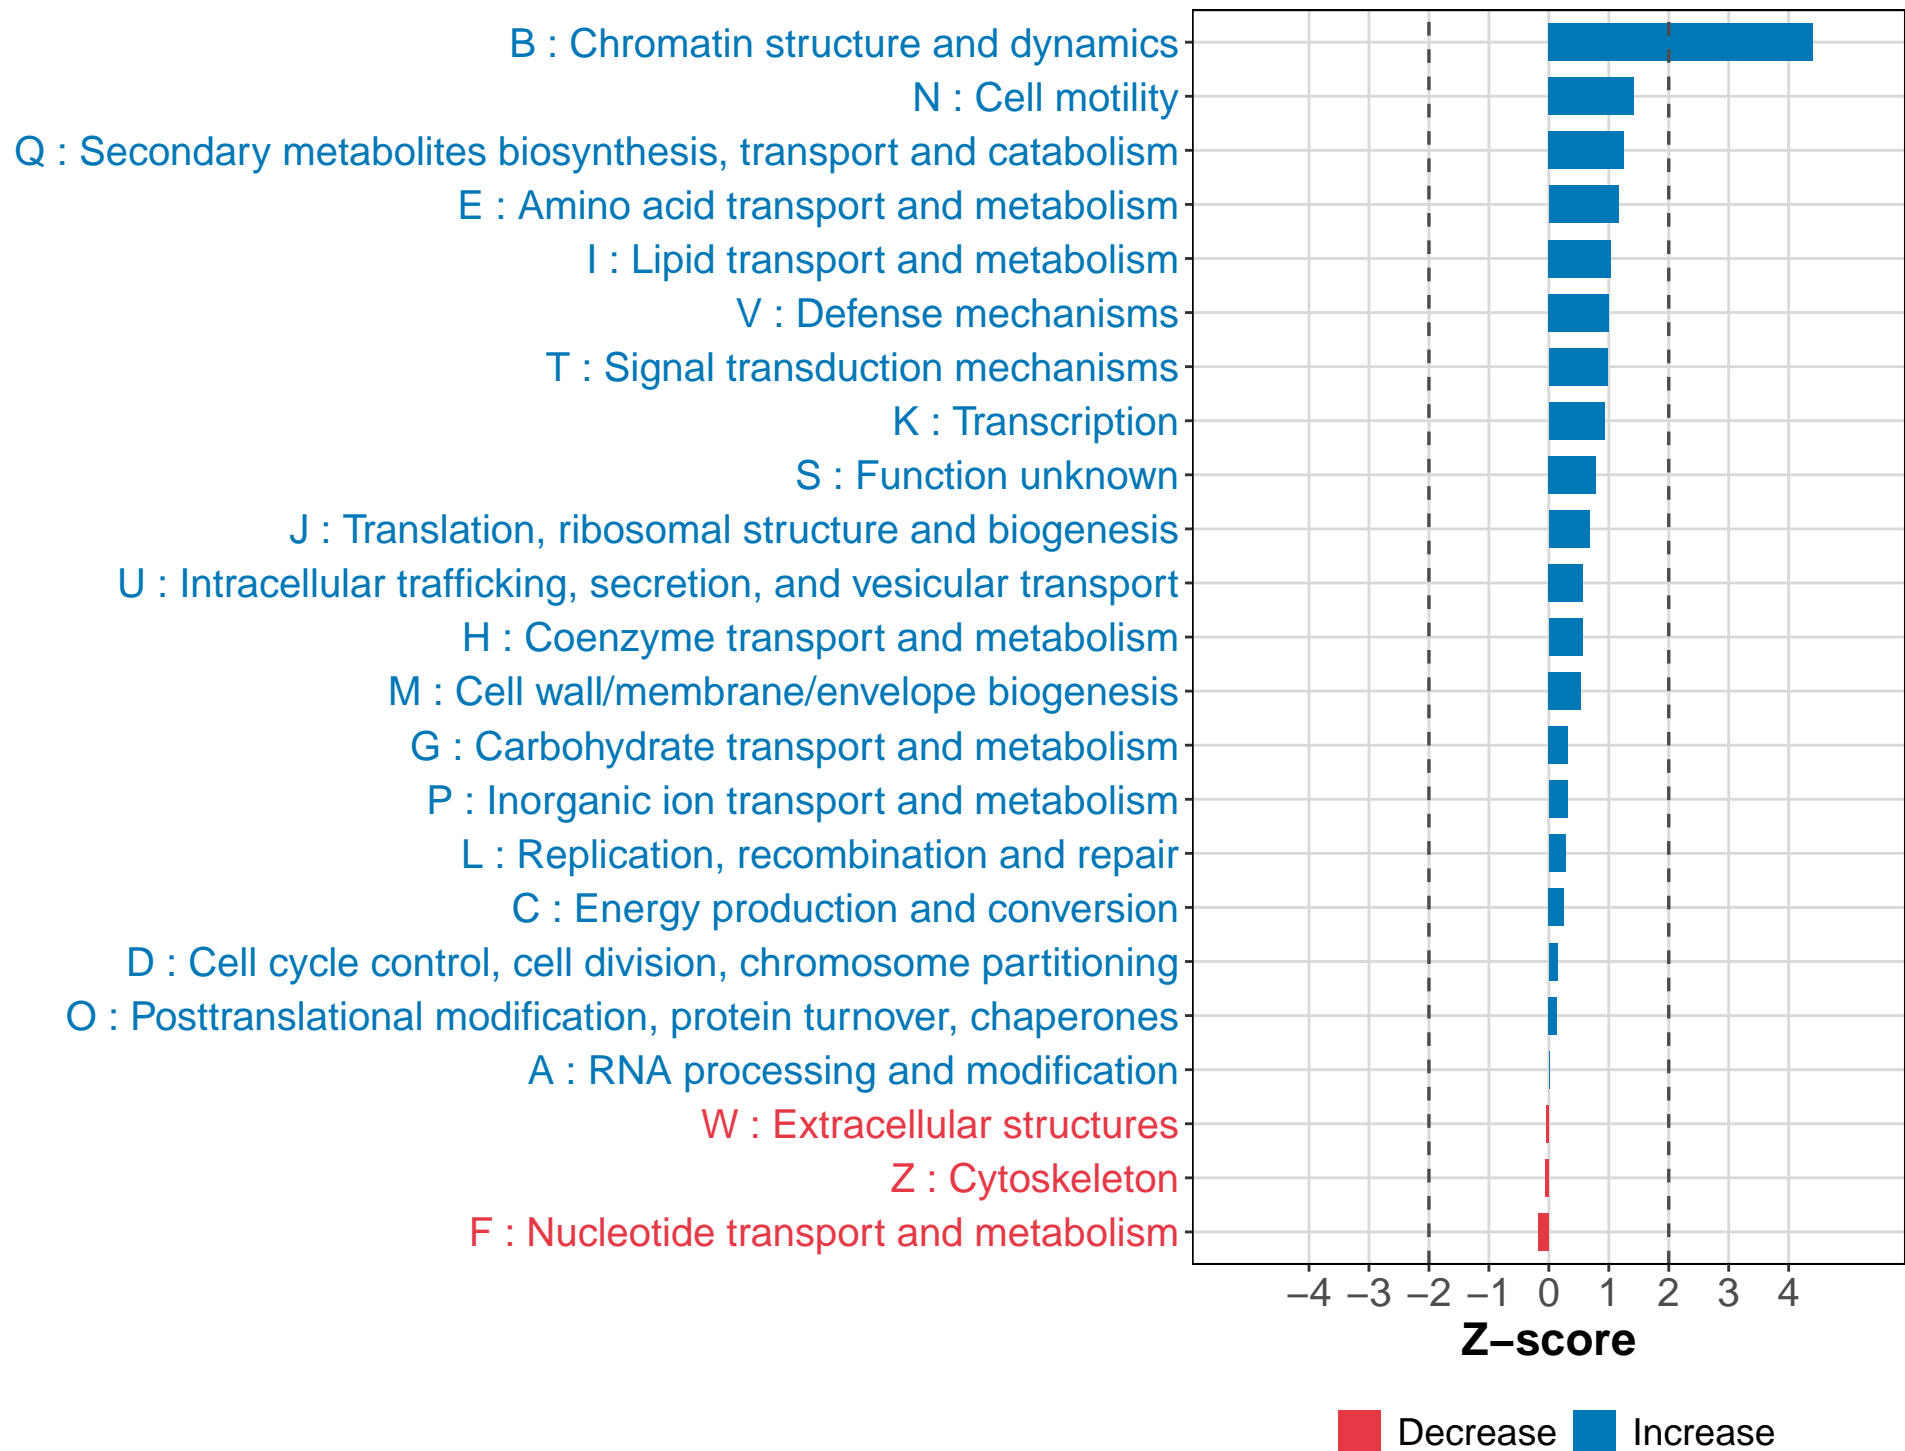 B : Chromatin structure and dynamics
N : Cell motility
Q : Secondary metabolites biosynthesis, transport and catabolism
E : Amino acid transport and metabolism
I : Lipid transport and metabolism
V : Defense mechanisms
T : Signal transduction mechanisms
K : Transcription
S : Function unknown
J : Translation, ribosomal structure and biogenesis
U : Intracellular trafficking, secretion, and vesicular transport
H : Coenzyme transport and metabolism
M : Cell wall/membrane/envelope biogenesis
G : Carbohydrate transport and metabolism
P : Inorganic ion transport and metabolism
L : Replication, recombination and repair
C : Energy production and conversion
D : Cell cycle control, cell division, chromosome partitioning
O : Posttranslational modification, protein turnover, chaperones
A : RNA processing and modification
W : Extracellular structures
Z : Cytoskeleton
F : Nucleotide transport and metabolism
−4 −3 −2 −1 0 1 2 3 4
Z−score
Decrease Increase